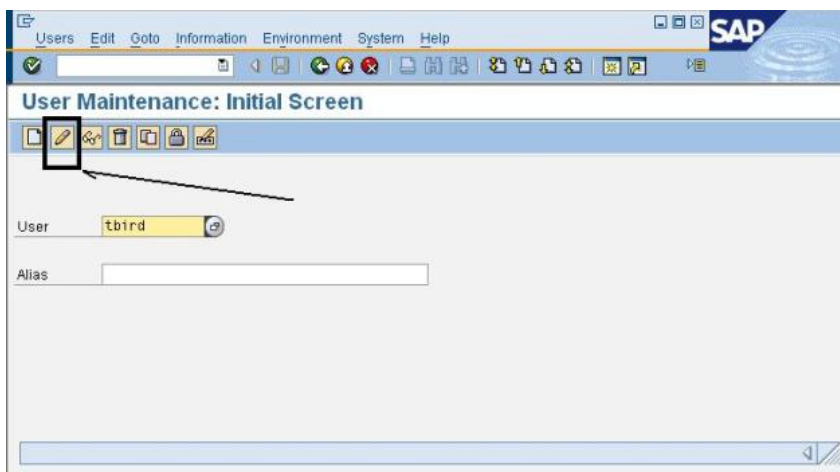 Users Edit Goto Information Environment System Help
SAP
User Maintenance: Initial Screen
User tbird
Alias